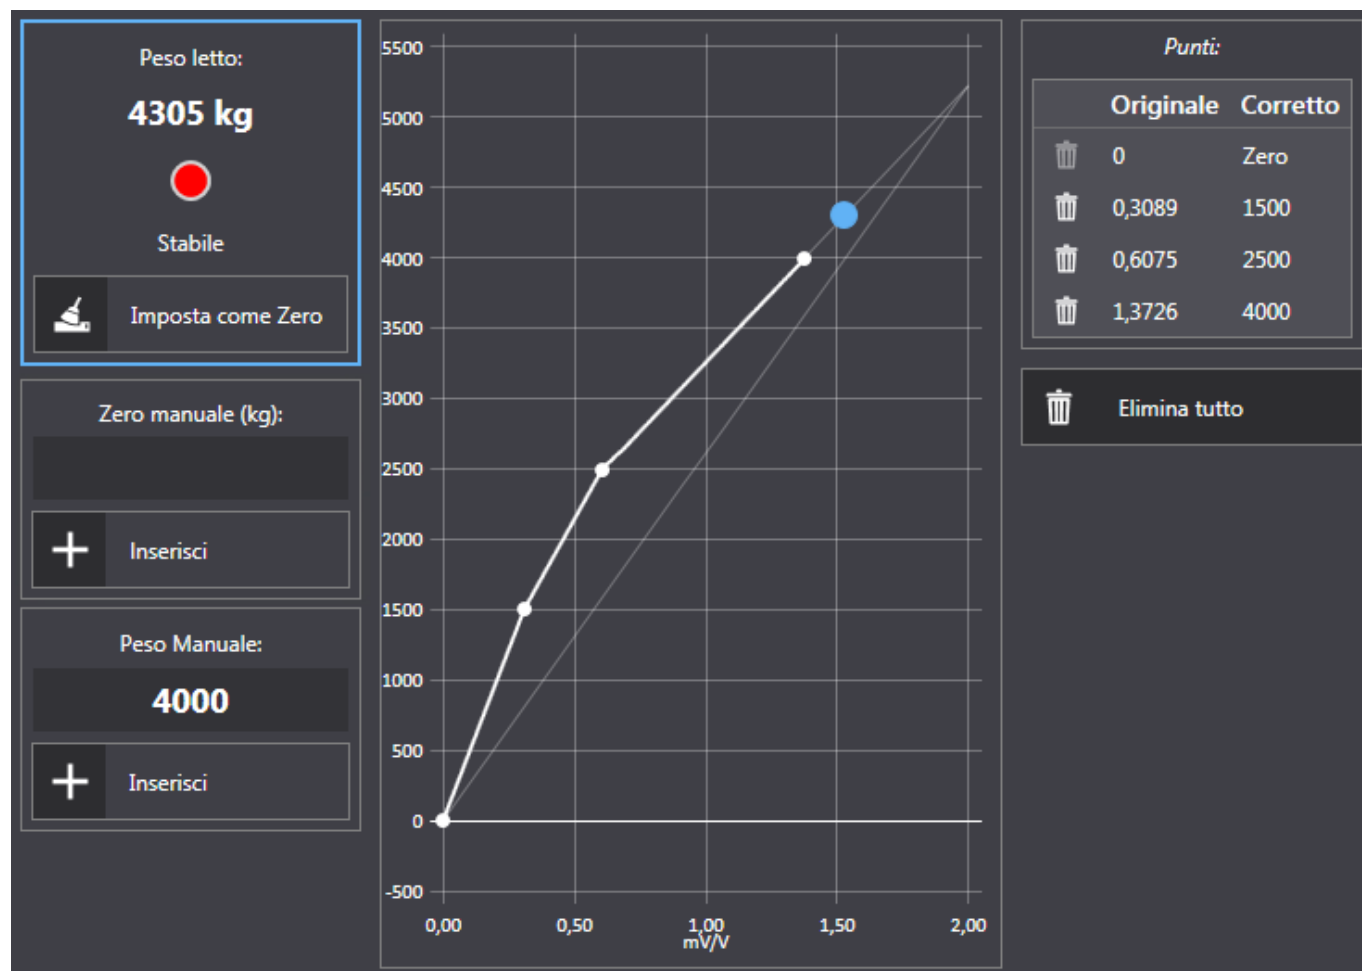 Peso letto:
4305 kg
Stabile
Imposta come Zero
Zero manuale (kg):
Inserisci
Peso Manuale:
4000
Inserisci
5500
5000
4500
4000
3500
3000
2500
2000
1500
1000
500
0
-500
0,00 0,50 1,00 1,50 2,00
mV/V
Punti:
Originale Corretto
0 Zero
0,3089 1500
0,6075 2500
1,3726 4000
Elimina tutto